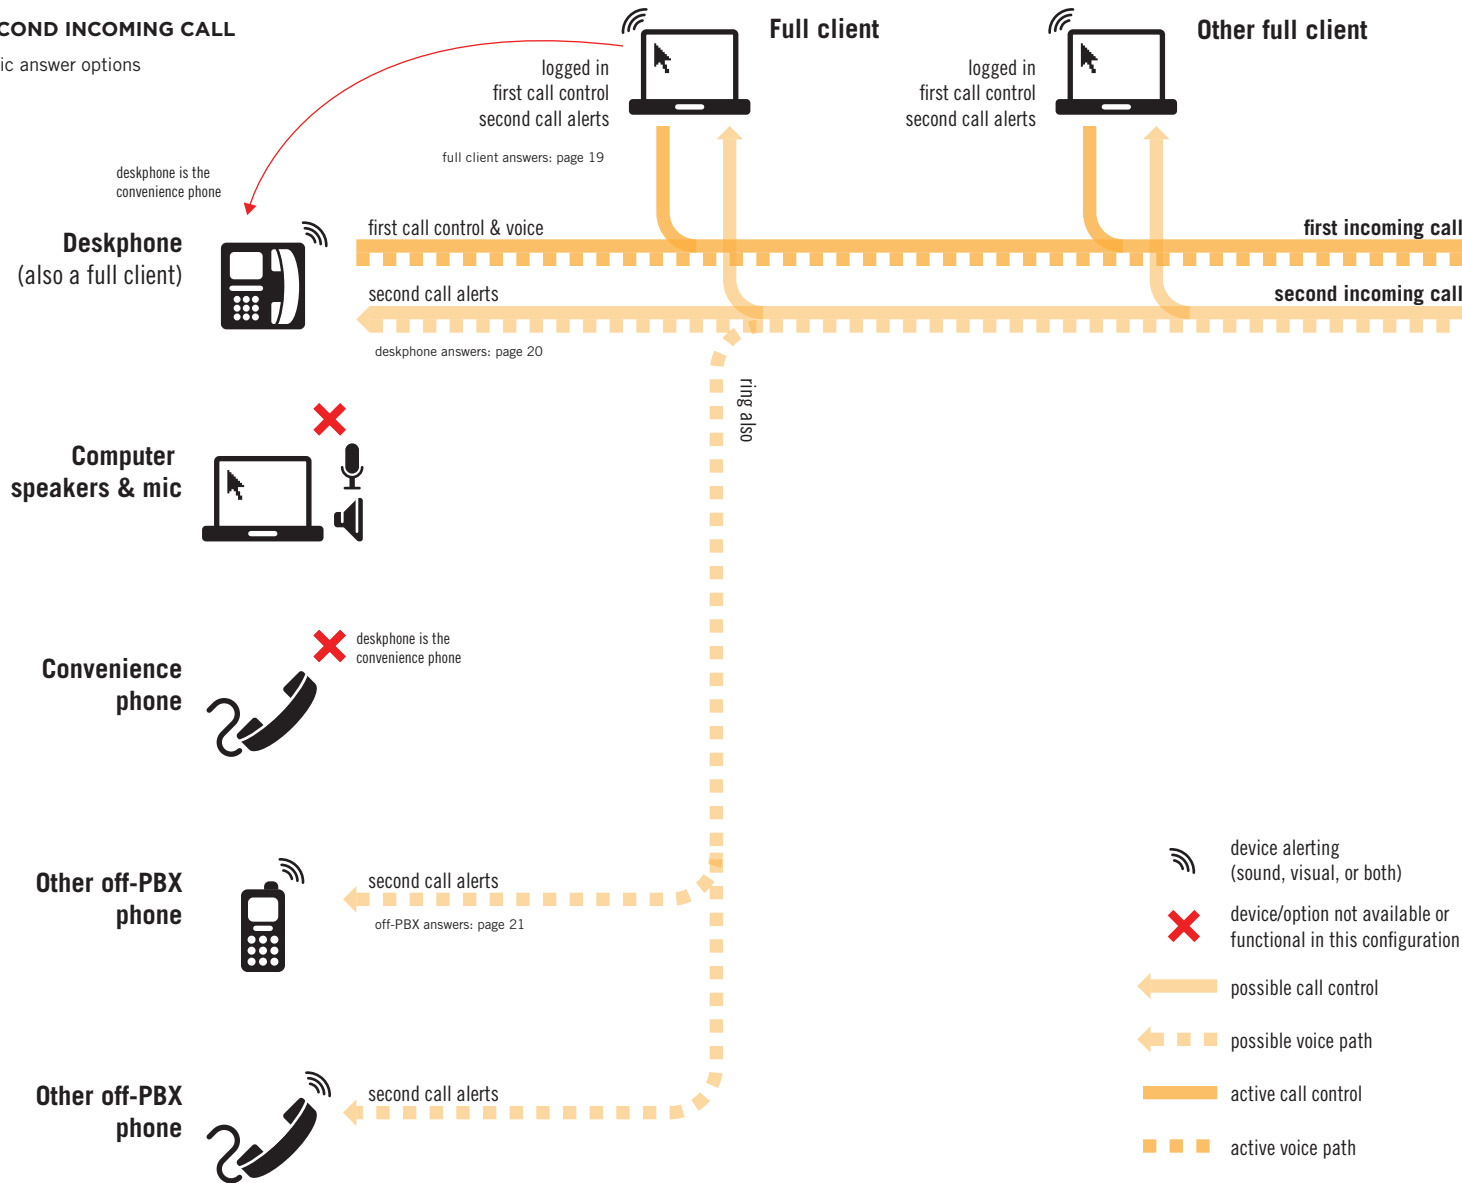 COND INCOMING CALL
ic answer options
Full client
Other full client
logged in
first call control
second call alerts
logged in
first call control
second call alerts
full client answers: page 19
deskphone is the
convenience phone
Deskphone
(also a full client)
first call control & voice
first incoming call
second call alerts
second incoming call
deskphone answers: page 20
ring also
Computer
speakers & mic
deskphone is the
convenience phone
Convenience
phone
Other off-PBX
phone
second call alerts
off-PBX answers: page 21
Other off-PBX
phone
second call alerts
device alerting
(sound, visual, or both)
device/option not available or
functional in this configuration
possible call control
possible voice path
active call control
active voice path